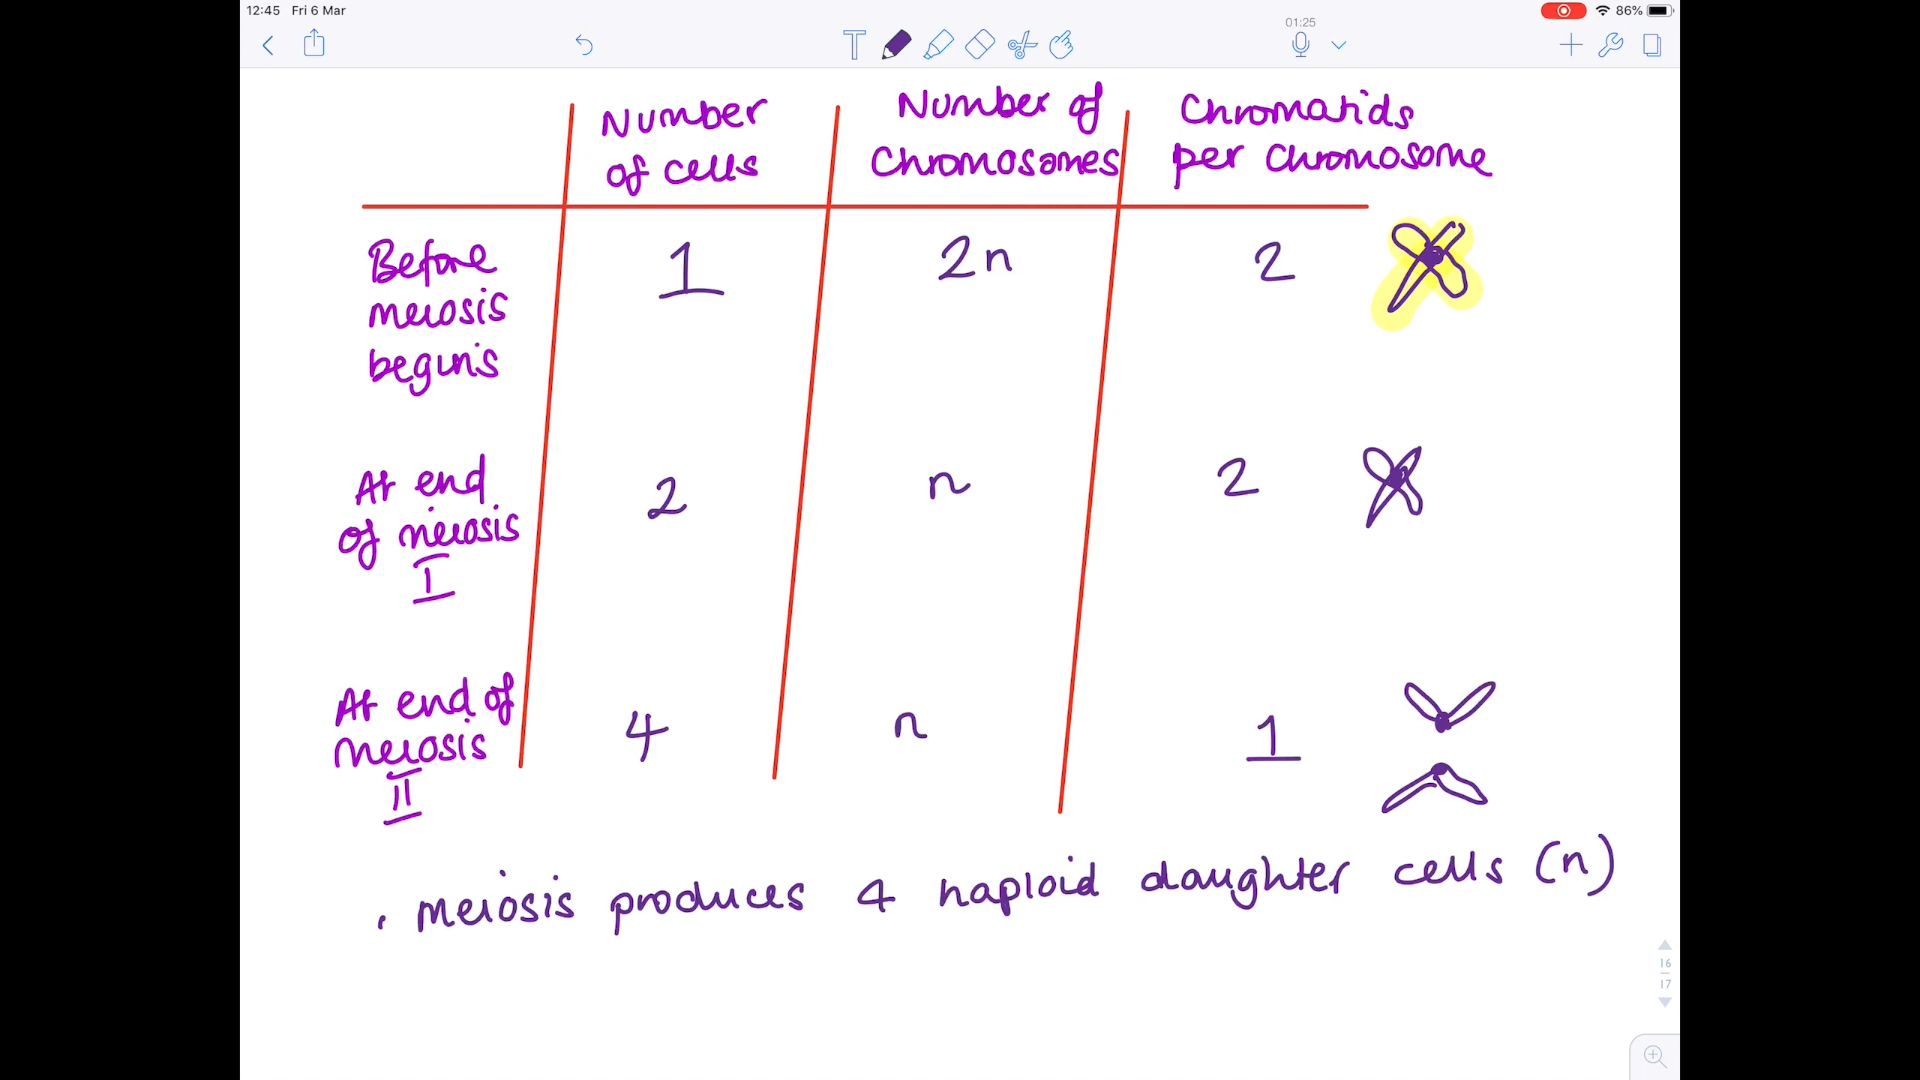 12:45 Fri 6 Mar
86%
01:25
T
Number of cells
Number of Chromosomes
Chromatids per chromosome
Before meiosis begins
1
2n
2
At end of meiosis I
2
n
2
At end of meiosis II
4
n
1
. meiosis produces 4 haploid daughter cells (n)
16
17